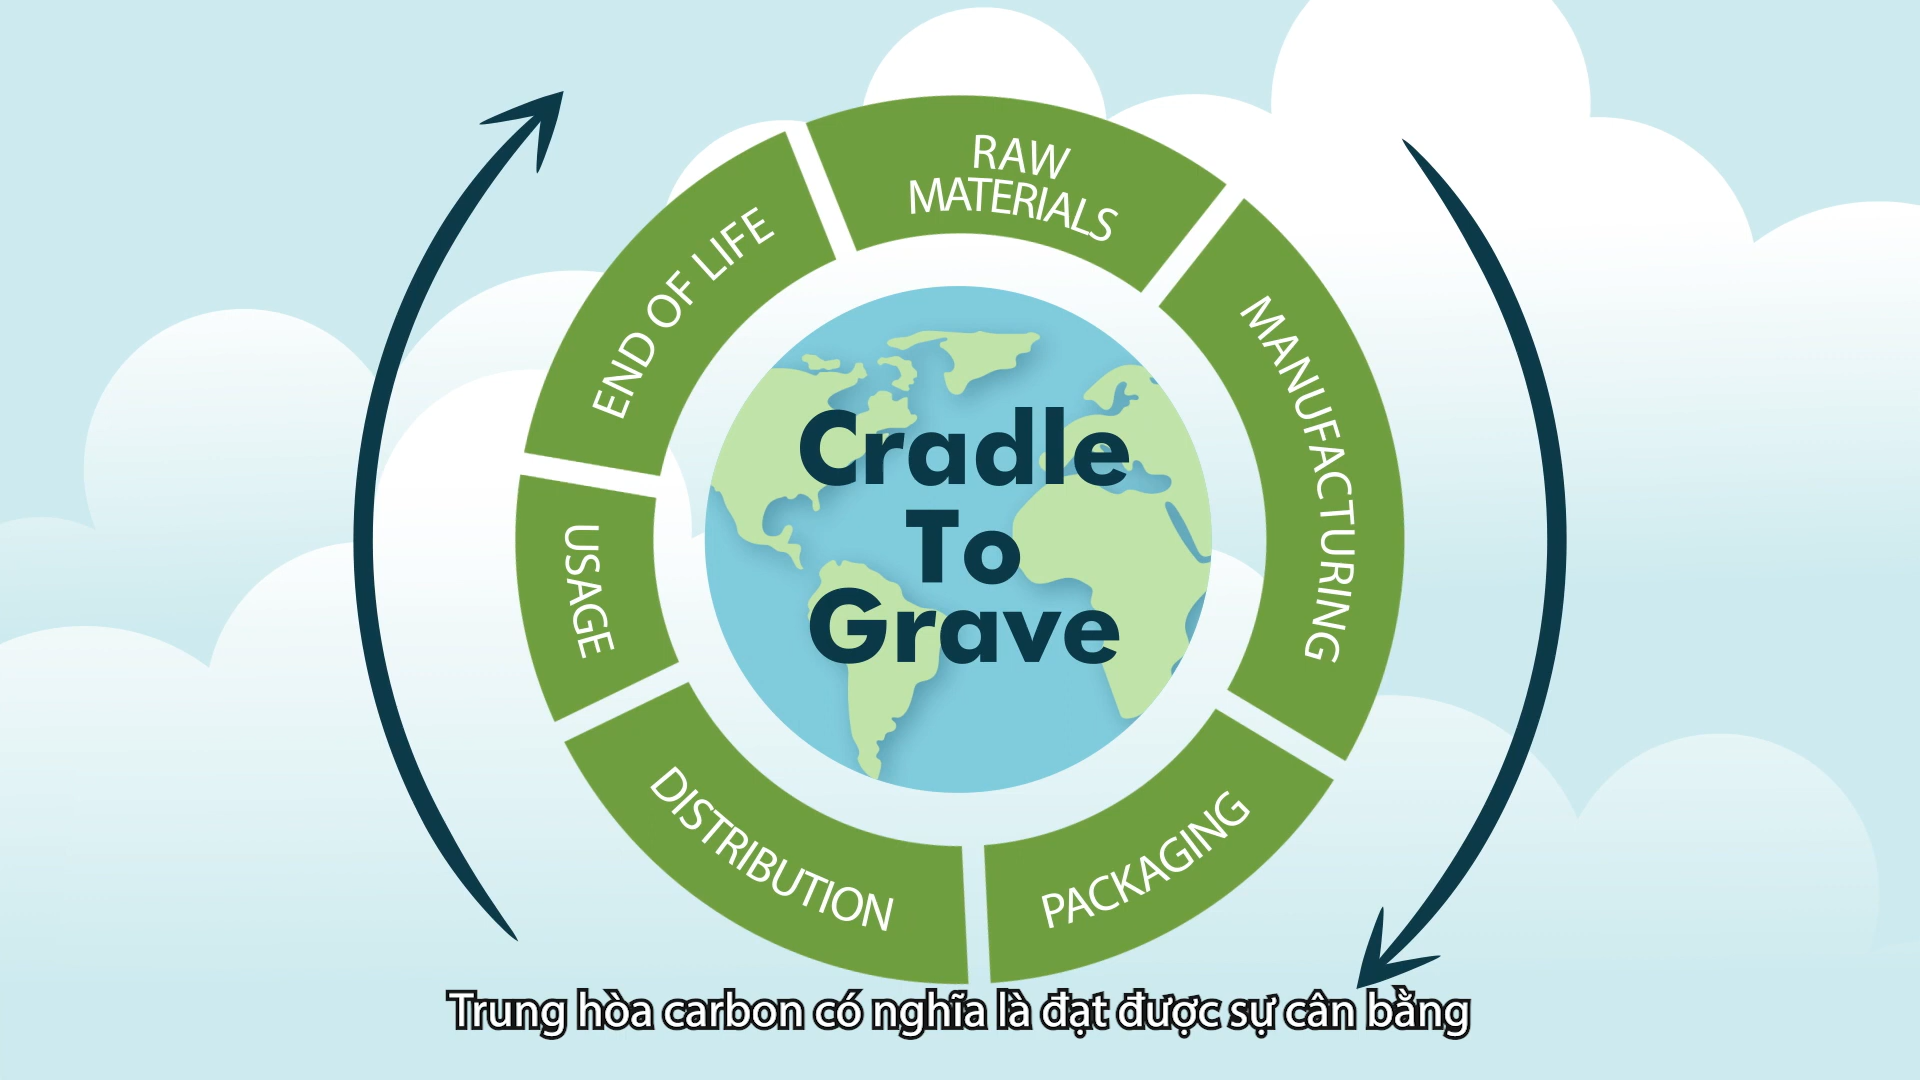 RAW
MATERIALS
MANUFACTURING
PACKAGING
DISTRIBUTION
USAGE
END OF LIFE
Cradle
To
Grave
Trung hòa carbon có nghĩa là đạt được sự cân bằng